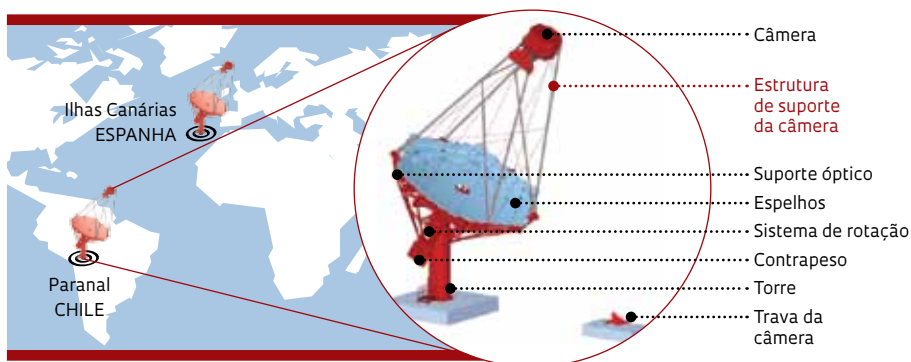 Ilhas Canárias
ESPANHA
Paranal
CHILE
Câmera
Estrutura
de suporte
da câmera
Suporte óptico
Espelhos
Sistema de rotação
Contrapeso
Torre
Trava da
câmera